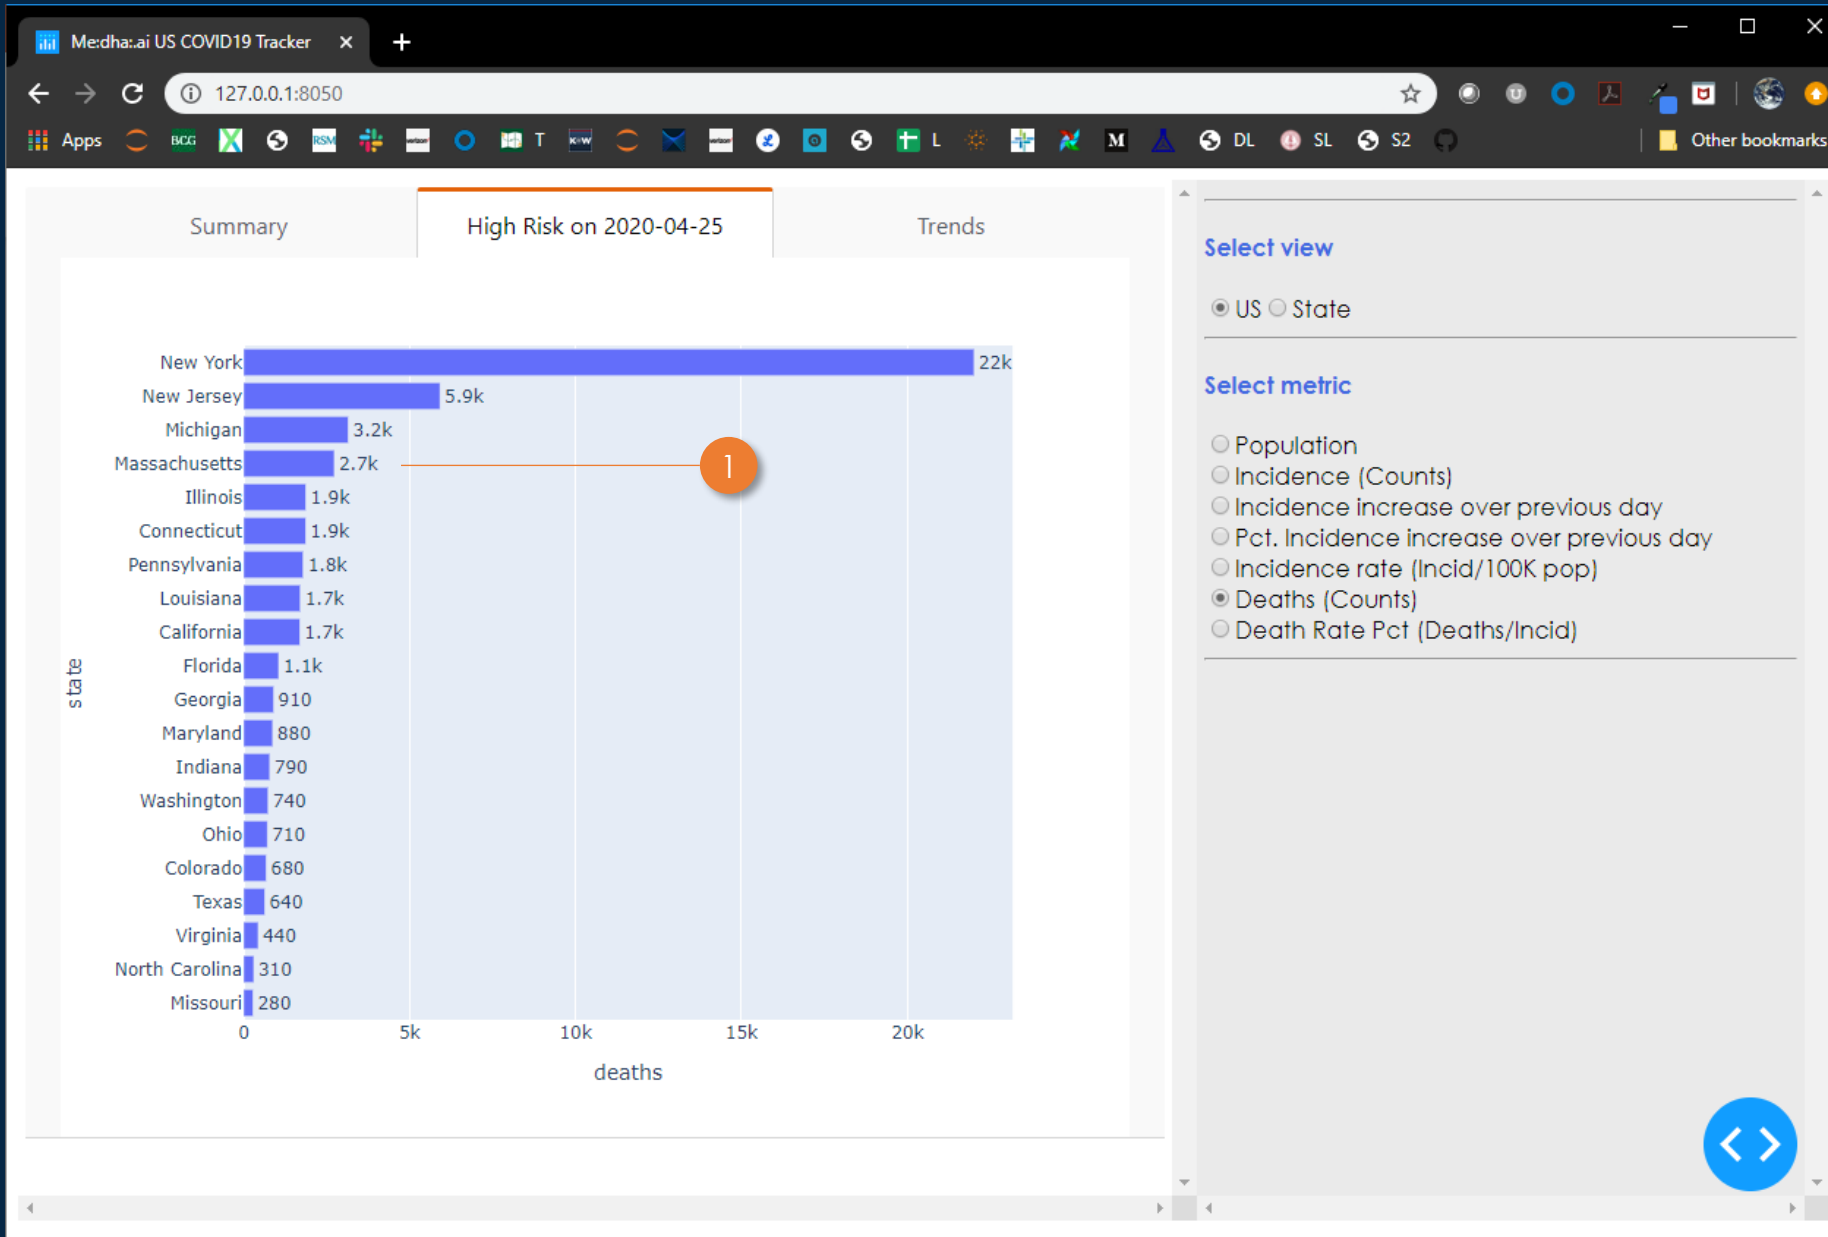 Me:dha:.ai US COVID19 Tracker
127.0.0.1:8050
Apps BCG RSM verizon T K+W verizon L M DL SL S2 Other bookmarks
Summary
High Risk on 2020-04-25
Trends
New York 22k
New Jersey 5.9k
Michigan 3.2k
Massachusetts 2.7k 1
Illinois 1.9k
Connecticut 1.9k
Pennsylvania 1.8k
Louisiana 1.7k
California 1.7k
Florida 1.1k
Georgia 910
Maryland 880
Indiana 790
Washington 740
Ohio 710
Colorado 680
Texas 640
Virginia 440
North Carolina 310
Missouri 280
state
0 5k 10k 15k 20k
deaths
Select view
US State
Select metric
Population
Incidence (Counts)
Incidence increase over previous day
Pct. Incidence increase over previous day
Incidence rate (Incid/100K pop)
Deaths (Counts)
Death Rate Pct (Deaths/Incid)